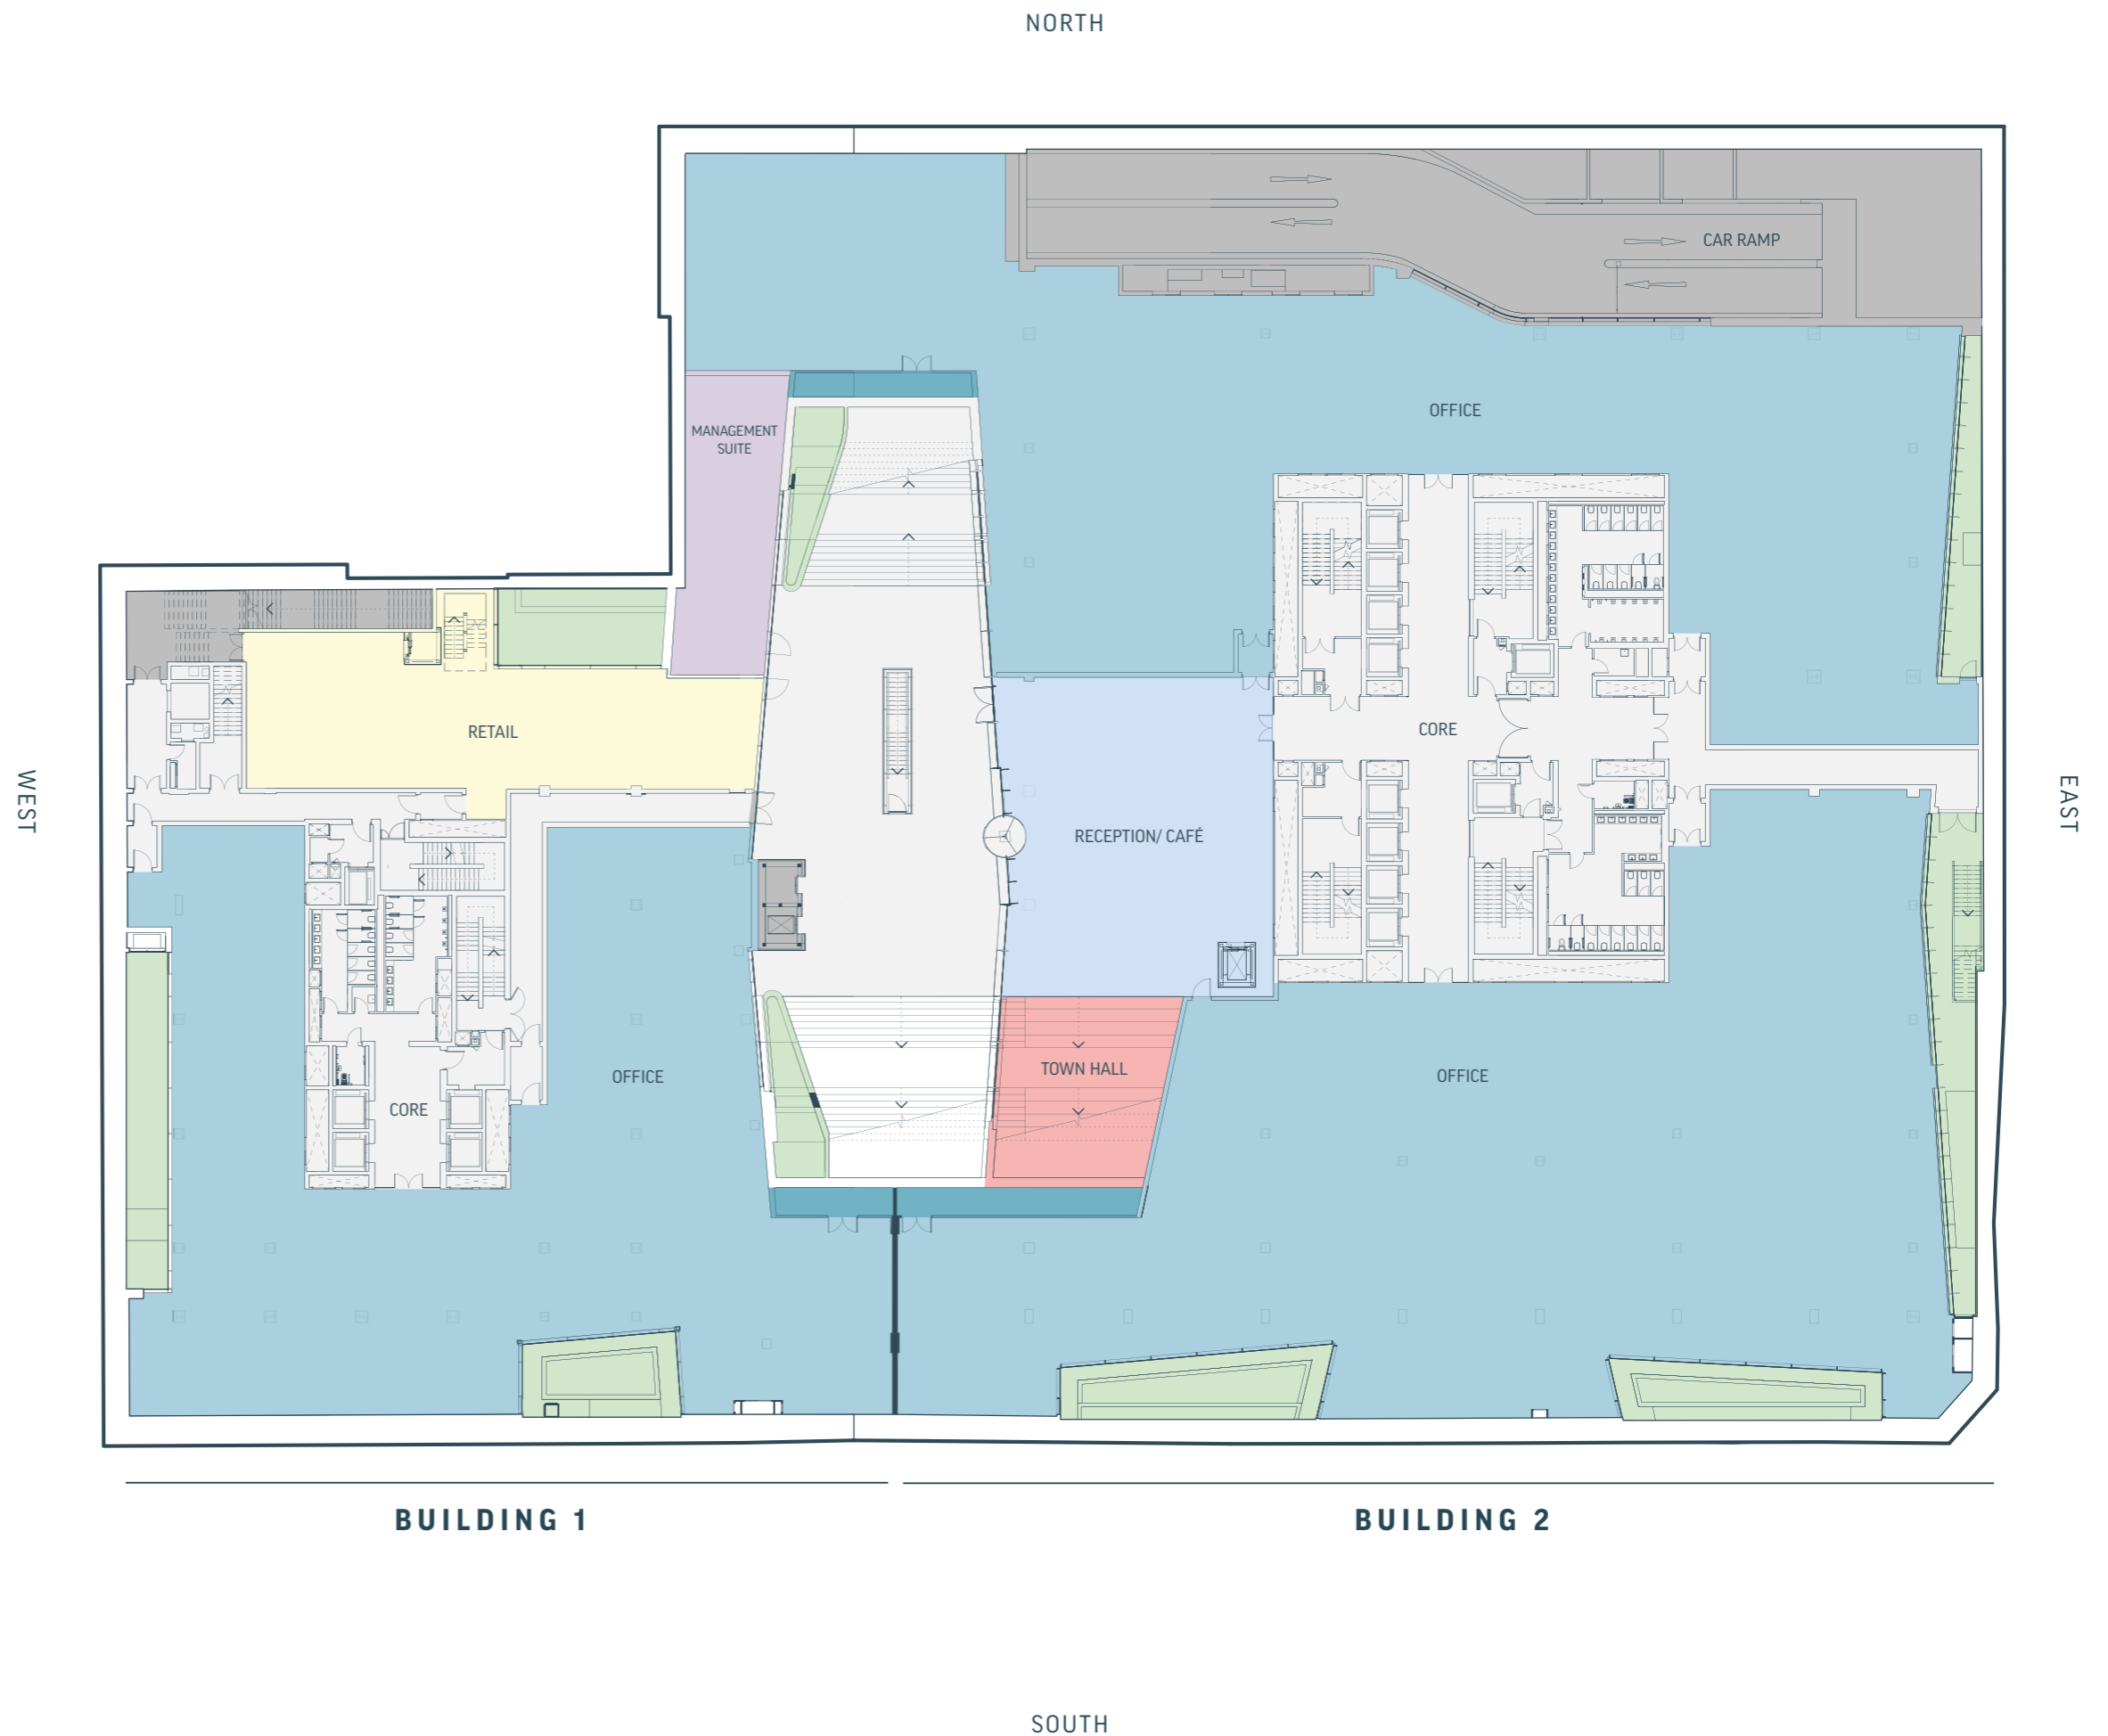 NORTH
CAR RAMP
OFFICE
MANAGEMENT
SUITE
RETAIL
CORE
WEST
EAST
RECEPTION/ CAFÉ
TOWN HALL
OFFICE
OFFICE
CORE
BUILDING 1
BUILDING 2
SOUTH